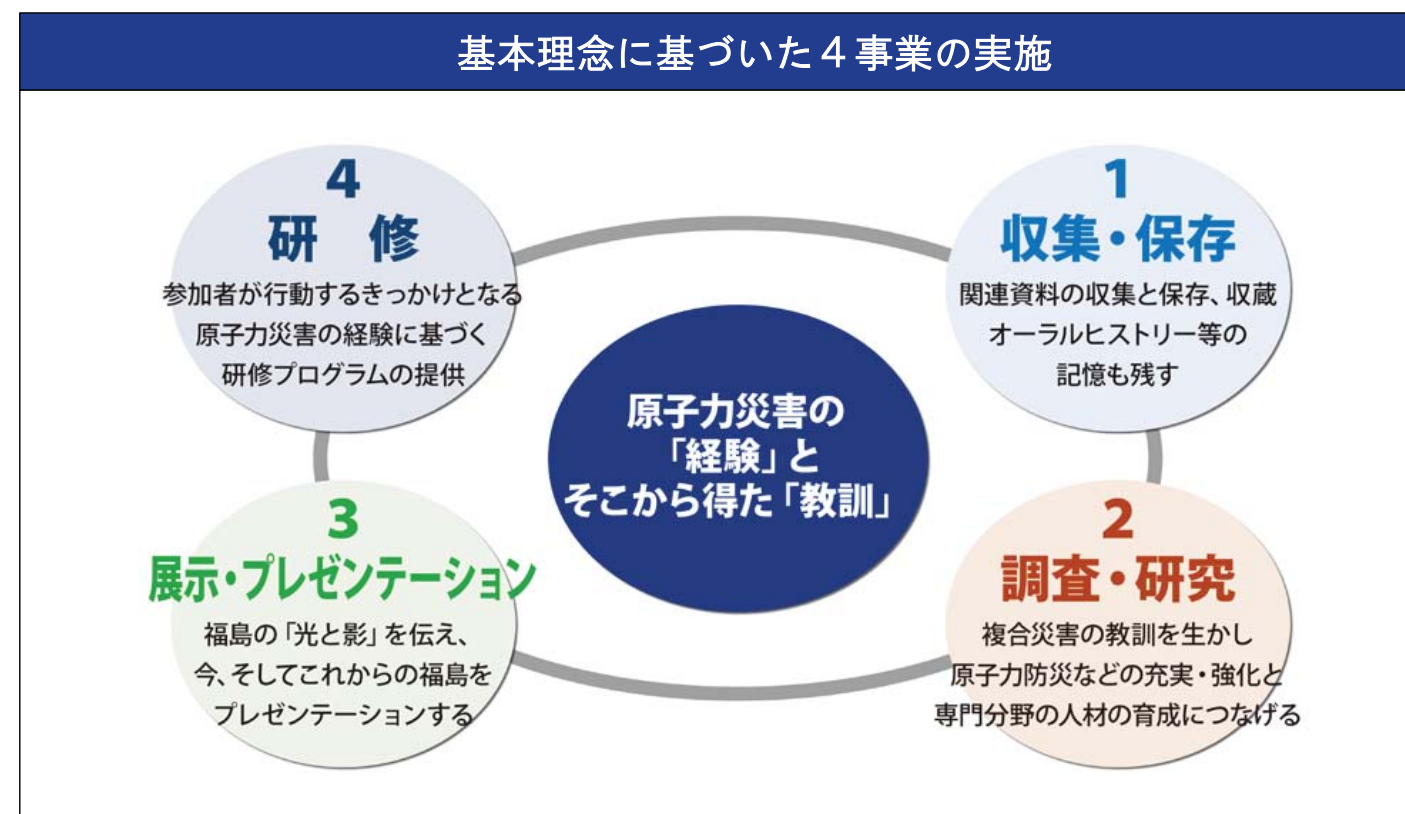 基本理念に基づいた４事業の実施
4
研　修
参加者が行動するきっかけとなる
原子力災害の経験に基づく
研修プログラムの提供
1
収集・保存
関連資料の収集と保存、収蔵
オーラルヒストリー等の
記憶も残す
原子力災害の
「経験」と
そこから得た「教訓」
3
展示・プレゼンテーション
福島の「光と影」を伝え、
今、そしてこれからの福島を
プレゼンテーションする
2
調査・研究
複合災害の教訓を生かし
原子力防災などの充実・強化と
専門分野の人材の育成につなげる